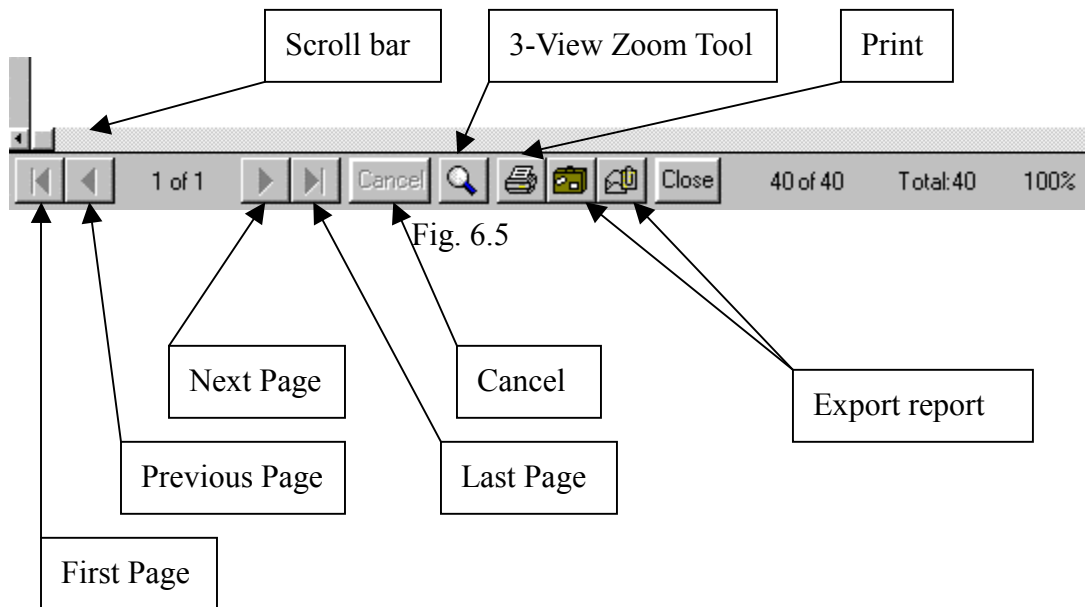 Scroll bar
3-View Zoom Tool
Print
1 of 1
Cancel
Close
40 of 40
Total:40
100%
Fig. 6.5
Next Page
Cancel
Export report
Previous Page
Last Page
First Page